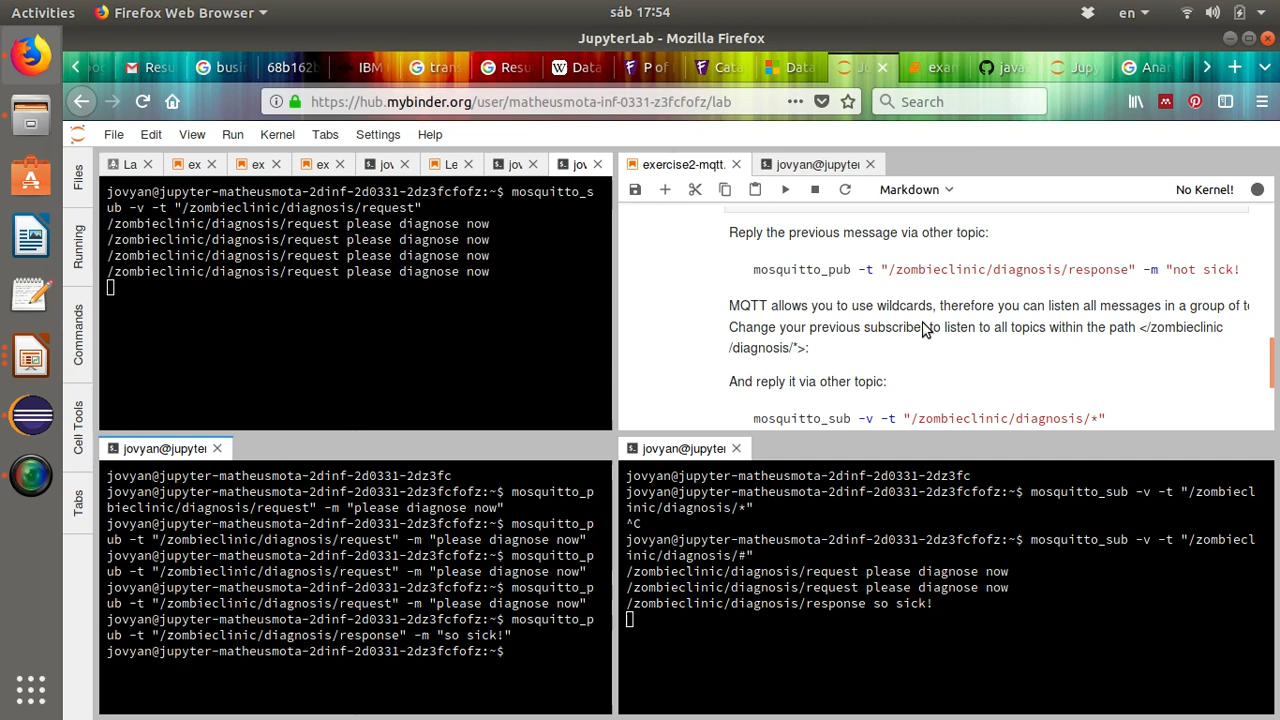 Activities
Firefox Web Browser
sáb 17:54
en
JupyterLab - Mozilla Firefox
Resu
busi
68b162
IBM
tran
Resu
Data
P of
Cata
Data
Ju
exam
java
Jupy
Anar
https://hub.mybinder.org/user/matheusmota-inf-0331-z3fcfofz/lab
Search
File Edit View Run Kernel Tabs Settings Help
Files
Running
Commands
Cell Tools
Tabs
La
ex
ex
ex
jov
Le
jov
jov
jovyan@jupyter-matheusmota-2dinf-2d0331-2dz3fcfofz:~$ mosquitto_s
ub -v -t "/zombieclinic/diagnosis/request"
/zombieclinic/diagnosis/request please diagnose now
/zombieclinic/diagnosis/request please diagnose now
/zombieclinic/diagnosis/request please diagnose now
/zombieclinic/diagnosis/request please diagnose now
exercise2-mqtt.
jovyan@jupyter
Markdown
No Kernel!
Reply the previous message via other topic:
mosquitto_pub -t "/zombieclinic/diagnosis/response" -m "not sick!
MQTT allows you to use wildcards, therefore you can listen all messages in a group of to
Change your previous subscriber to listen to all topics within the path </zombieclinic
/diagnosis/*>:
And reply it via other topic:
mosquitto_sub -v -t "/zombieclinic/diagnosis/*"
jovyan@jupyter
jovyan@jupyter-matheusmota-2dinf-2d0331-2dz3fc
jovyan@jupyter-matheusmota-2dinf-2d0331-2dz3fcfofz:~$ mosquitto_p
bieclinic/diagnosis/request" -m "please diagnose now"
jovyan@jupyter-matheusmota-2dinf-2d0331-2dz3fcfofz:~$ mosquitto_p
ub -t "/zombieclinic/diagnosis/request" -m "please diagnose now"
jovyan@jupyter-matheusmota-2dinf-2d0331-2dz3fcfofz:~$ mosquitto_p
ub -t "/zombieclinic/diagnosis/request" -m "please diagnose now"
jovyan@jupyter-matheusmota-2dinf-2d0331-2dz3fcfofz:~$ mosquitto_p
ub -t "/zombieclinic/diagnosis/request" -m "please diagnose now"
jovyan@jupyter-matheusmota-2dinf-2d0331-2dz3fcfofz:~$ mosquitto_p
ub -t "/zombieclinic/diagnosis/response" -m "so sick!"
jovyan@jupyter-matheusmota-2dinf-2d0331-2dz3fcfofz:~$
jovyan@jupyter
jovyan@jupyter-matheusmota-2dinf-2d0331-2dz3fc
jovyan@jupyter-matheusmota-2dinf-2d0331-2dz3fcfofz:~$ mosquitto_sub -v -t "/zombiecl
inic/diagnosis/*"
^C
jovyan@jupyter-matheusmota-2dinf-2d0331-2dz3fcfofz:~$ mosquitto_sub -v -t "/zombiecl
inic/diagnosis/#"
/zombieclinic/diagnosis/request please diagnose now
/zombieclinic/diagnosis/request please diagnose now
/zombieclinic/diagnosis/response so sick!